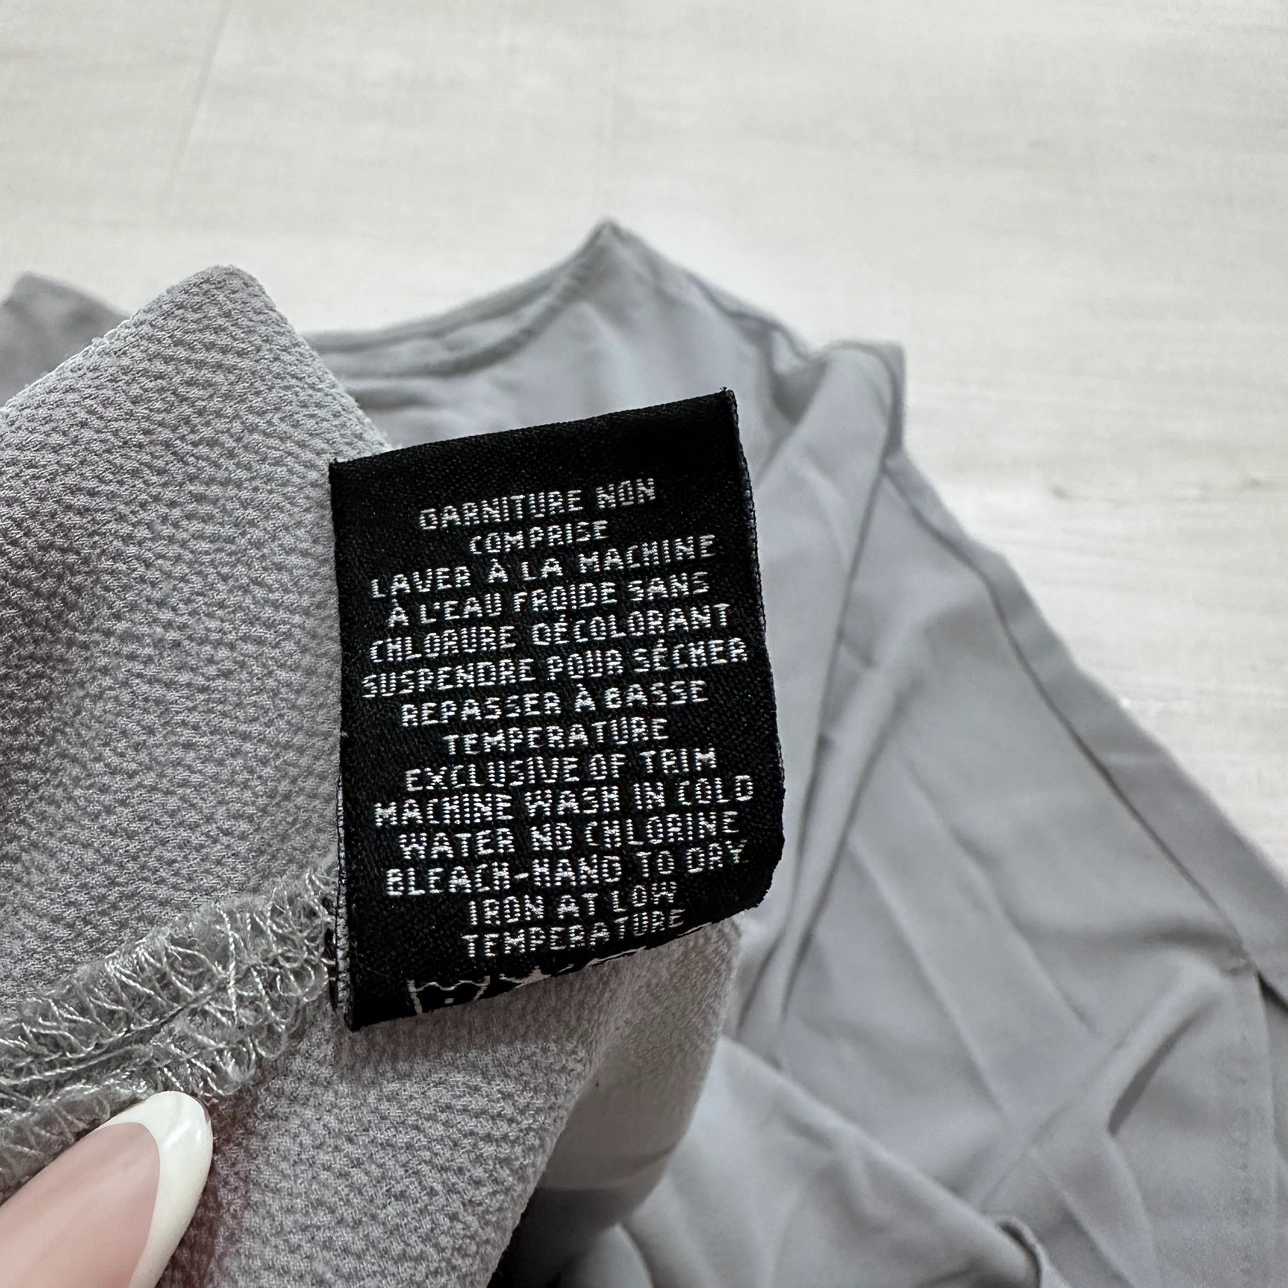 GARNITURE NON
COMPRISE
LAVER À LA MACHINE
À L'EAU FROIDE SANS
CHLORURE DÉCOLORANT
SUSPENDRE POUR SÉCHER
REPASSER À BASSE
TEMPERATURE
EXCLUSIVE OF TRIM
MACHINE WASH IN COLD
WATER NO CHLORINE
BLEACH-HANG TO DRY
IRON AT LOW
TEMPERATURE